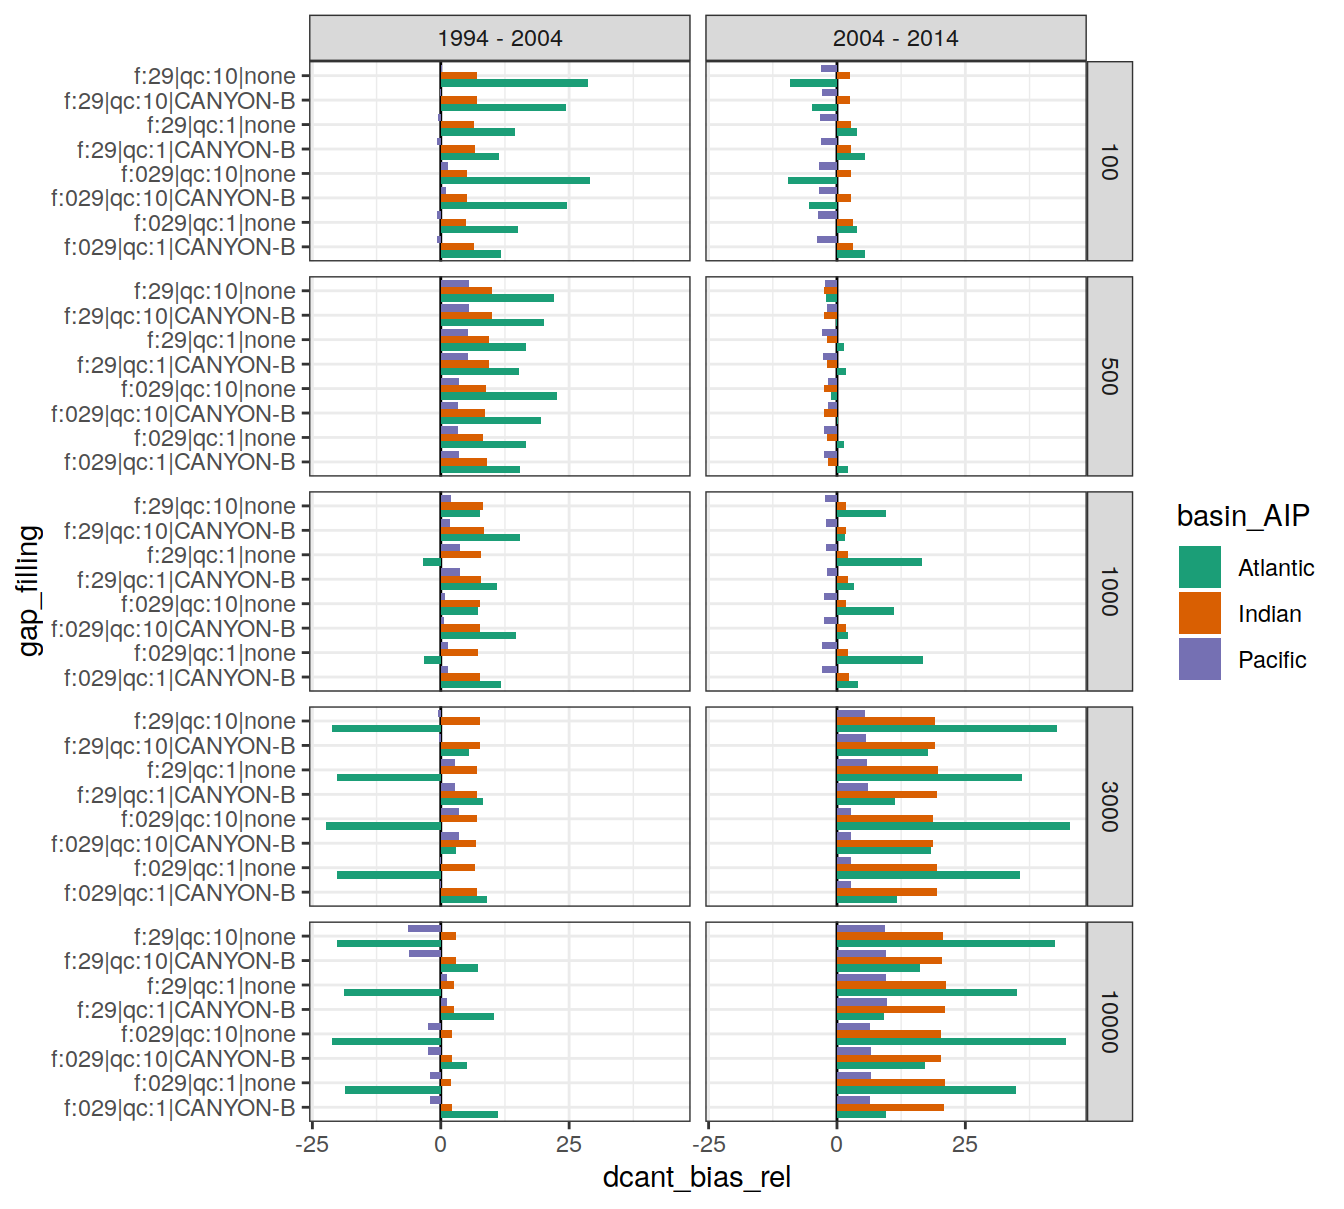 1994 - 2004
2004 - 2014
f:29|qc:10|none
f:29|qc:10|CANYON-B
f:29|qc:1|none
f:29|qc:1|CANYON-B
f:029|qc:10|none
f:029|qc:10|CANYON-B
f:029|qc:1|none
f:029|qc:1|CANYON-B
100
f:29|qc:10|none
f:29|qc:10|CANYON-B
f:29|qc:1|none
f:29|qc:1|CANYON-B
f:029|qc:10|none
f:029|qc:10|CANYON-B
f:029|qc:1|none
f:029|qc:1|CANYON-B
500
f:29|qc:10|none
f:29|qc:10|CANYON-B
f:29|qc:1|none
f:29|qc:1|CANYON-B
f:029|qc:10|none
f:029|qc:10|CANYON-B
f:029|qc:1|none
f:029|qc:1|CANYON-B
1000
f:29|qc:10|none
f:29|qc:10|CANYON-B
f:29|qc:1|none
f:29|qc:1|CANYON-B
f:029|qc:10|none
f:029|qc:10|CANYON-B
f:029|qc:1|none
f:029|qc:1|CANYON-B
3000
f:29|qc:10|none
f:29|qc:10|CANYON-B
f:29|qc:1|none
f:29|qc:1|CANYON-B
f:029|qc:10|none
f:029|qc:10|CANYON-B
f:029|qc:1|none
f:029|qc:1|CANYON-B
10000
-25 0 25
-25 0 25
dcant_bias_rel
gap_filling
basin_AIP
Atlantic
Indian
Pacific